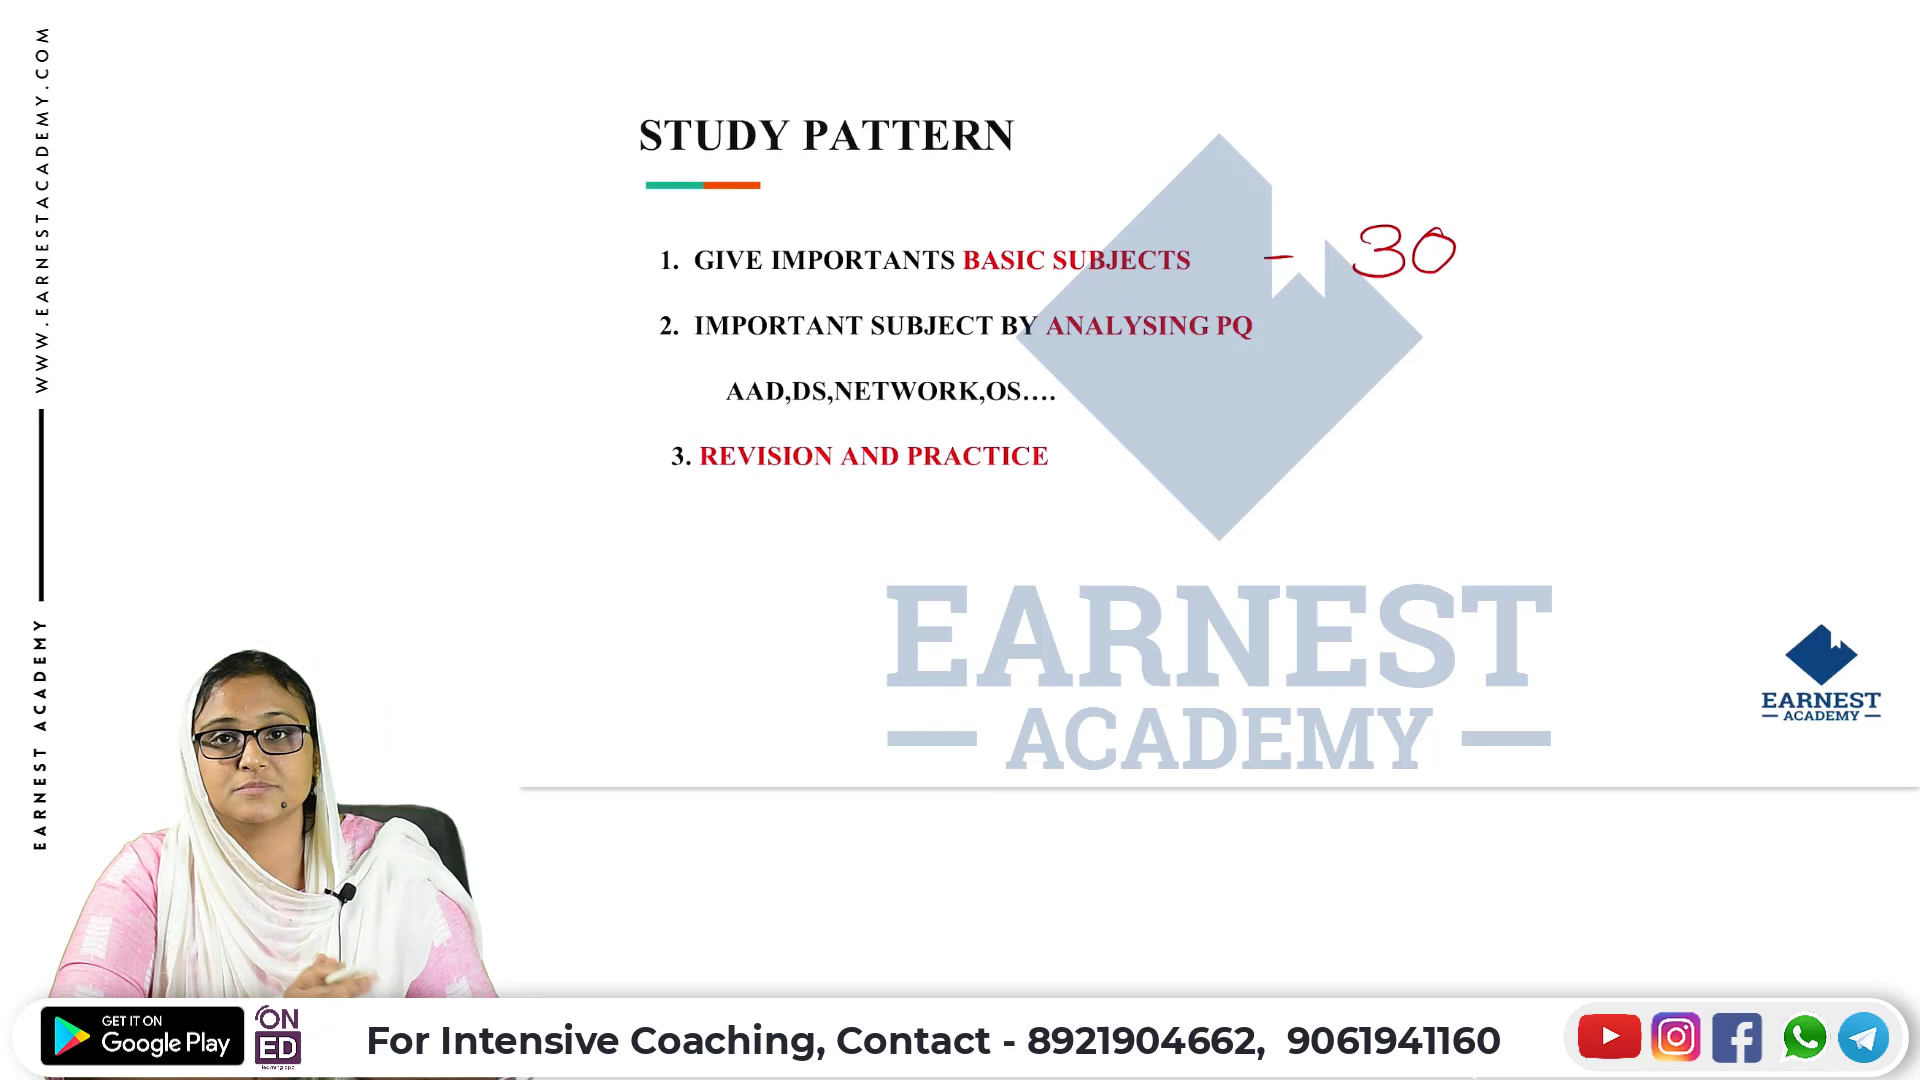 WWW.EARNESTACADEMY.COM
EARNEST ACADEMY
STUDY PATTERN
1. GIVE IMPORTANTS BASIC SUBJECTS - 30
2. IMPORTANT SUBJECT BY ANALYSING PQ
AAD,DS,NETWORK,OS....
3. REVISION AND PRACTICE
EARNEST
ACADEMY
EARNEST
ACADEMY
GET IT ON
Google Play
ON
ED
learning app
For Intensive Coaching, Contact - 8921904662, 9061941160